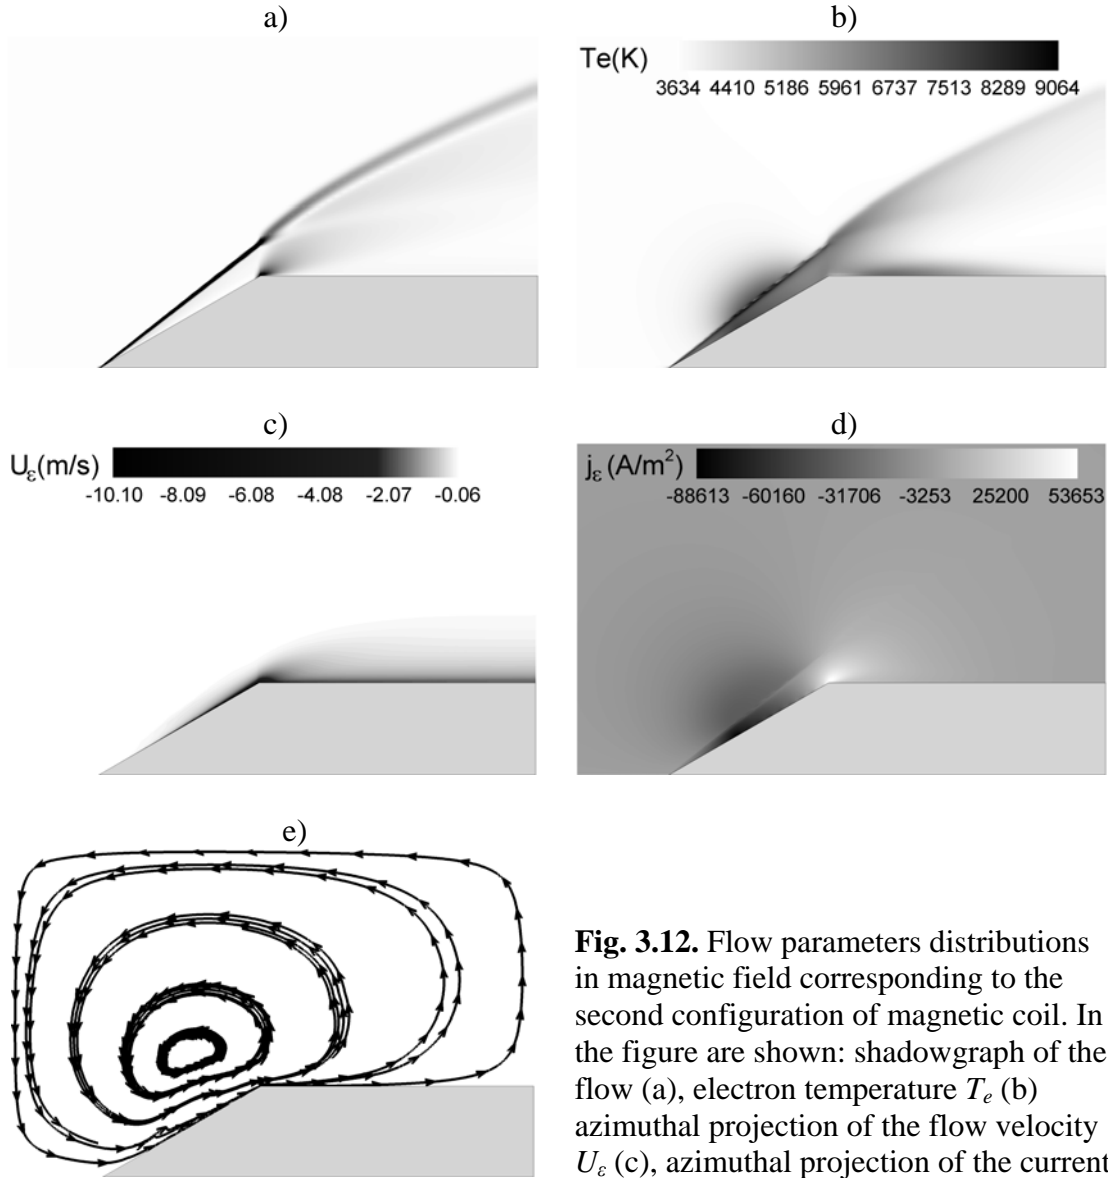 a)
b)
Te(K)
3634 4410 5186 5961 6737 7513 8289 9064
c)
d)
Uε(m/s)
-10.10 -8.09 -6.08 -4.08 -2.07 -0.06
jε(A/m²)
-88613 -60160 -31706 -3253 25200 53653
e)
Fig. 3.12. Flow parameters distributions
in magnetic field corresponding to the
second configuration of magnetic coil. In
the figure are shown: shadowgraph of the
flow (a), electron temperature Te (b)
azimuthal projection of the flow velocity
Uε (c), azimuthal projection of the current